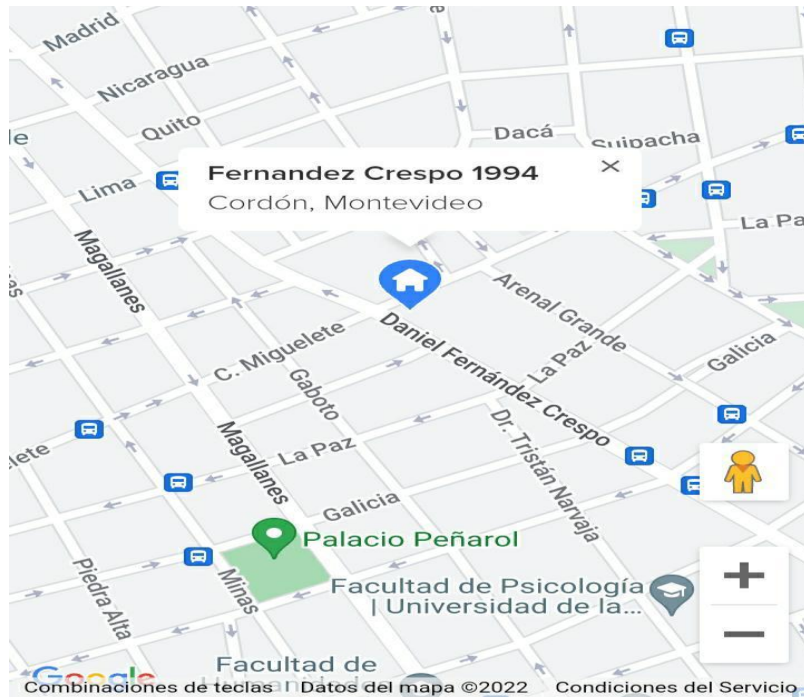 Madrid
Nicaragua
Quito
Dacá
Suipacha
Lima
Fernandez Crespo 1994
Cordón, Montevideo
La Pa
Magallanes
Arenal Grande
C. Miguelete
Daniel Fernández Crespo
La Paz
Galicia
Gaboto
Magallanes
La Paz
Dr. Tristán Narvaja
Galicia
Palacio Peñarol
Piedra Alta
Minas
Facultad de Psicología
| Universidad de la...
Facultad de
Google
Combinaciones de teclas
Datos del mapa ©2022
Condiciones del Servicio